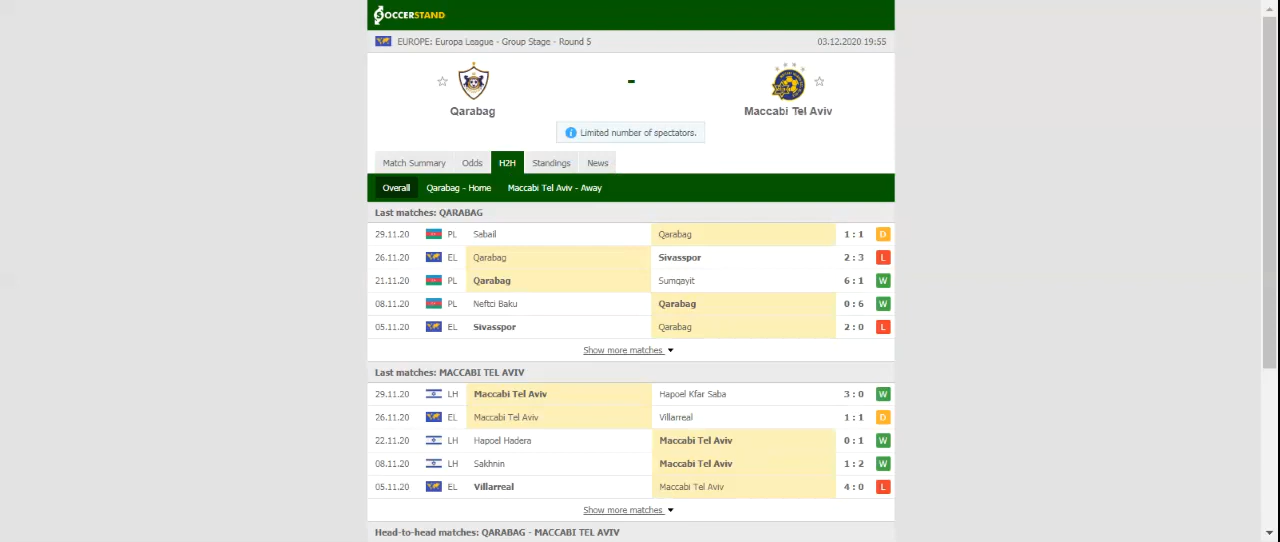 SOCCERSTAND
EUROPE: Europa League - Group Stage - Round 5 03.12.2020 19:55
-
Qarabag Maccabi Tel Aviv
Limited number of spectators.
Match Summary Odds H2H Standings News
Overall Qarabag - Home Maccabi Tel Aviv - Away
Last matches: QARABAG
29.11.20 PL Sabail Qarabag 1 : 1 D
26.11.20 EL Qarabag Sivasspor 2 : 3 L
21.11.20 PL Qarabag Sumqayit 6 : 1 W
08.11.20 PL Neftci Baku Qarabag 0 : 6 W
05.11.20 EL Sivasspor Qarabag 2 : 0 L
Show more matches
Last matches: MACCABI TEL AVIV
29.11.20 LH Maccabi Tel Aviv Hapoel Kfar Saba 3 : 0 W
26.11.20 EL Maccabi Tel Aviv Villarreal 1 : 1 D
22.11.20 LH Hapoel Hadera Maccabi Tel Aviv 0 : 1 W
08.11.20 LH Sakhnin Maccabi Tel Aviv 1 : 2 W
05.11.20 EL Villarreal Maccabi Tel Aviv 4 : 0 L
Show more matches
Head-to-head matches: QARABAG - MACCABI TEL AVIV